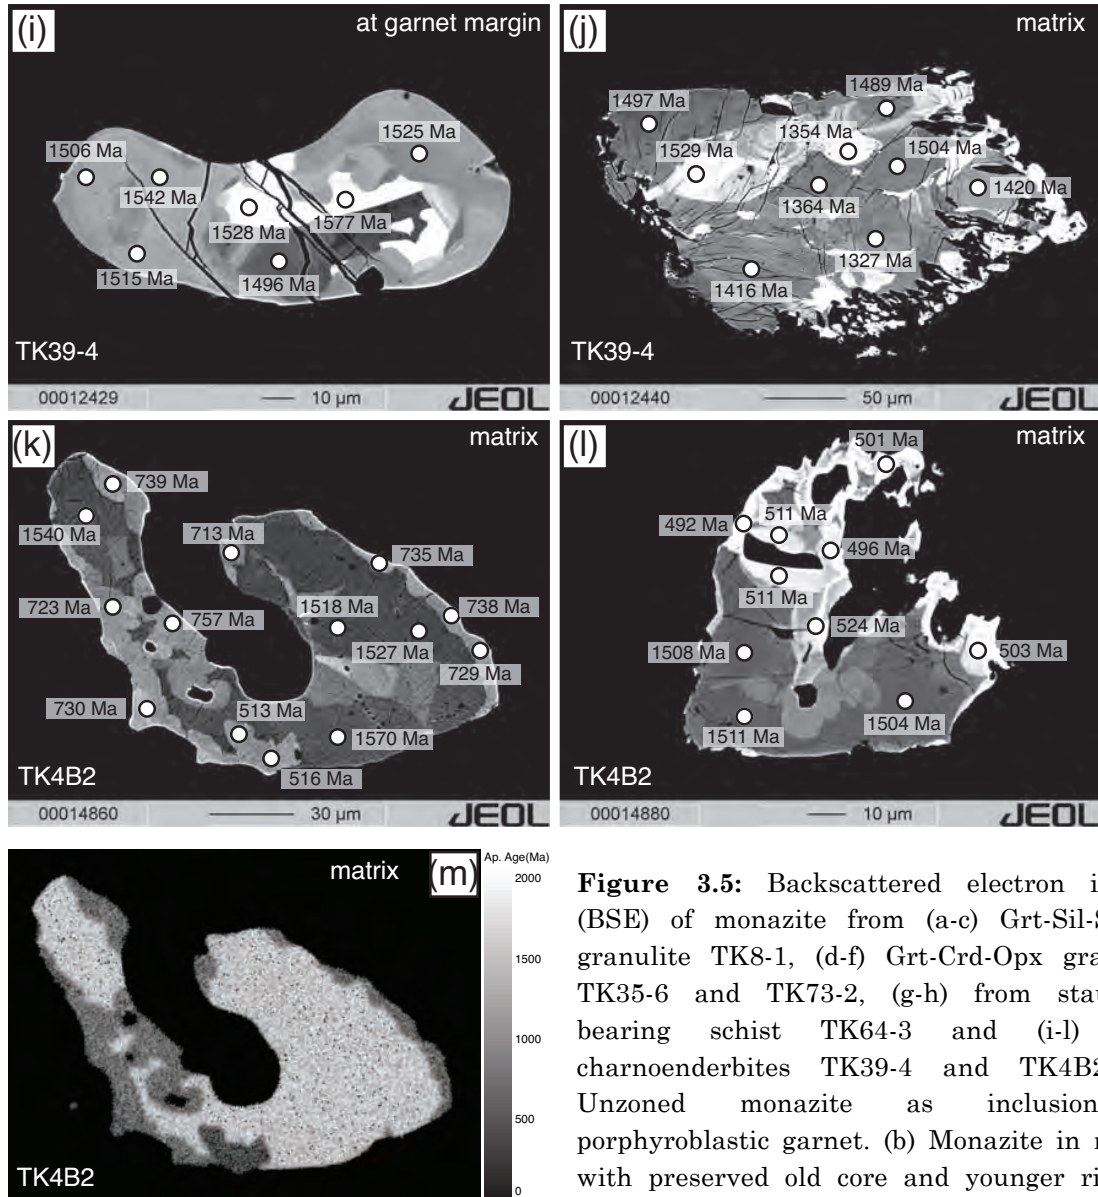 (i)
at garnet margin
1506 Ma
1542 Ma
1525 Ma
1528 Ma
1577 Ma
1515 Ma
1496 Ma
TK39-4
00012429
10 µm
JEOL
(j)
matrix
1489 Ma
1497 Ma
1354 Ma
1504 Ma
1529 Ma
1364 Ma
1420 Ma
1327 Ma
1416 Ma
TK39-4
00012440
50 µm
JEOL
(k)
matrix
739 Ma
1540 Ma
713 Ma
735 Ma
723 Ma
757 Ma
1518 Ma
738 Ma
1527 Ma
729 Ma
730 Ma
513 Ma
1570 Ma
516 Ma
TK4B2
00014860
30 µm
JEOL
(l)
matrix
501 Ma
492 Ma
511 Ma
496 Ma
511 Ma
524 Ma
1508 Ma
503 Ma
1504 Ma
1511 Ma
TK4B2
00014880
10 µm
JEOL
matrix
(m)
TK4B2
Ap. Age(Ma)
2000
1500
1000
500
0
Figure 3.5: Backscattered electron
(BSE) of monazite from (a-c) Grt-Sil-
granulite TK8-1, (d-f) Grt-Crd-Opx
TK35-6 and TK73-2, (g-h) from
bearing schist TK64-3 and (i-l)
charnoenderbites TK39-4 and
Unzoned monazite as
porphyroblastic garnet. (b) Monazite in
with preserved old core and younger